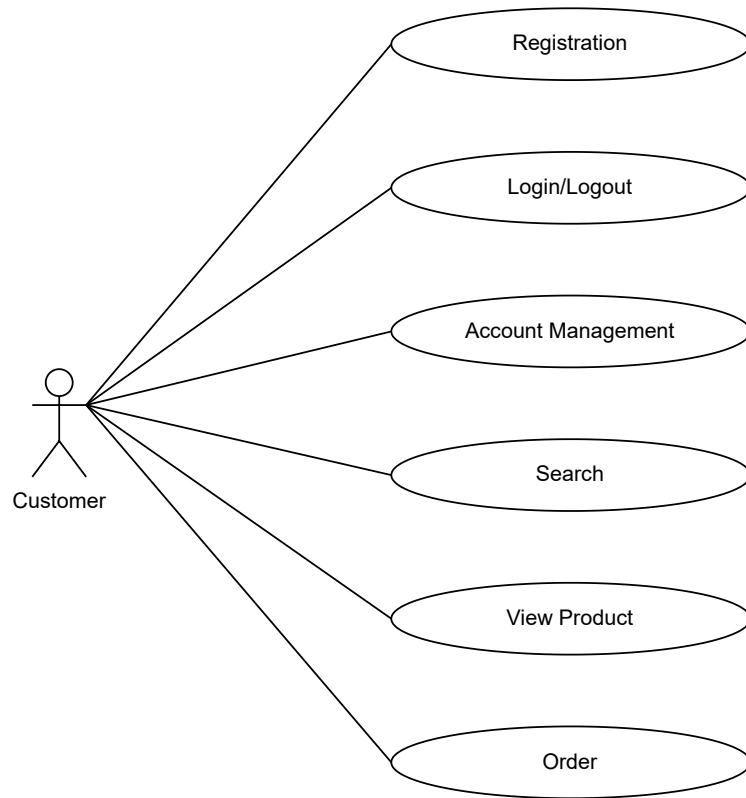 Registration
Login/Logout
Account Management
Search
Customer
View Product
Order